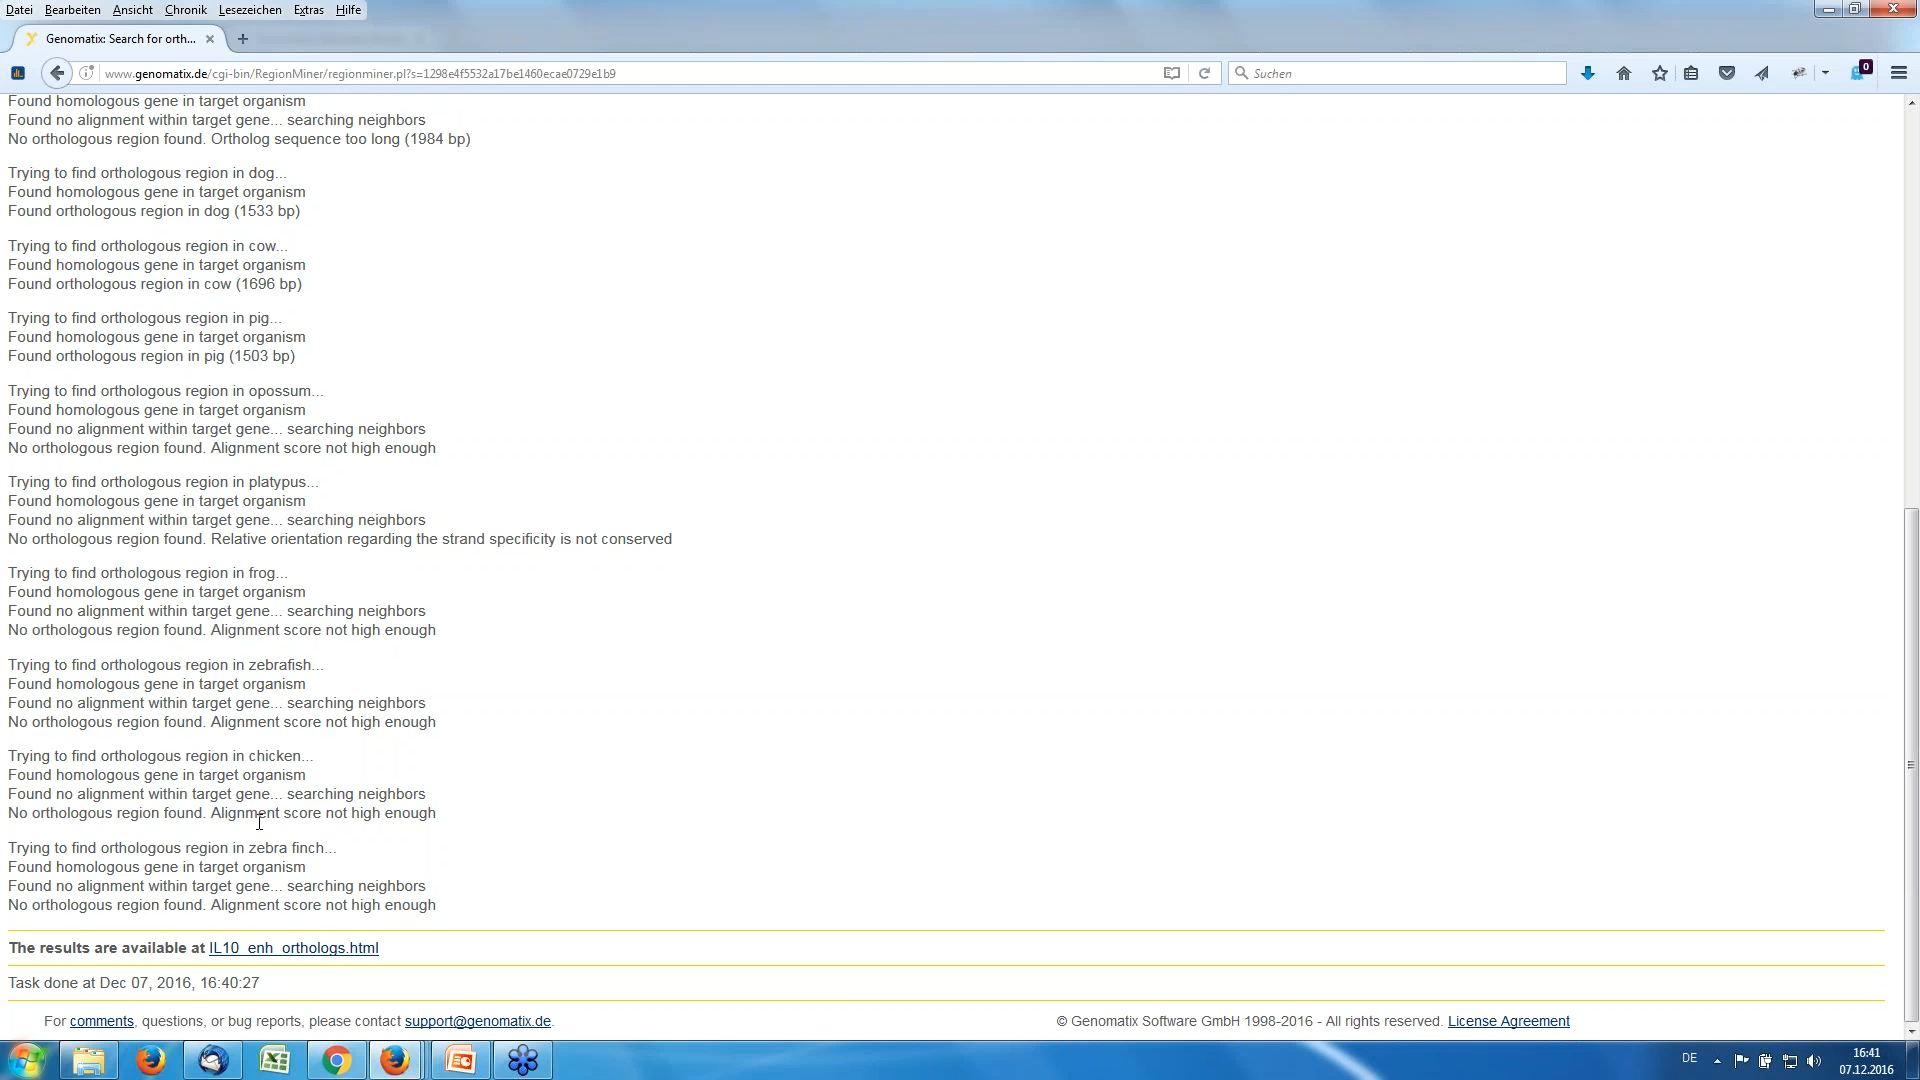 Datei Bearbeiten Ansicht Chronik Lesezeichen Extras Hilfe
Genomatix: Search for orth...
www.genomatix.de/cgi-bin/RegionMiner/regionminer.pl?s=1298e4f5532a17be1460ecae0729e1b9
Suchen
0
Found homologous gene in target organism
Found no alignment within target gene... searching neighbors
No orthologous region found. Ortholog sequence too long (1984 bp)
Trying to find orthologous region in dog...
Found homologous gene in target organism
Found orthologous region in dog (1533 bp)
Trying to find orthologous region in cow...
Found homologous gene in target organism
Found orthologous region in cow (1696 bp)
Trying to find orthologous region in pig...
Found homologous gene in target organism
Found orthologous region in pig (1503 bp)
Trying to find orthologous region in opossum...
Found homologous gene in target organism
Found no alignment within target gene... searching neighbors
No orthologous region found. Alignment score not high enough
Trying to find orthologous region in platypus...
Found homologous gene in target organism
Found no alignment within target gene... searching neighbors
No orthologous region found. Relative orientation regarding the strand specificity is not conserved
Trying to find orthologous region in frog...
Found homologous gene in target organism
Found no alignment within target gene... searching neighbors
No orthologous region found. Alignment score not high enough
Trying to find orthologous region in zebrafish...
Found homologous gene in target organism
Found no alignment within target gene... searching neighbors
No orthologous region found. Alignment score not high enough
Trying to find orthologous region in chicken...
Found homologous gene in target organism
Found no alignment within target gene... searching neighbors
No orthologous region found. Alignment score not high enough
Trying to find orthologous region in zebra finch...
Found homologous gene in target organism
Found no alignment within target gene... searching neighbors
No orthologous region found. Alignment score not high enough
The results are available at IL10_enh_orthologs.html
Task done at Dec 07, 2016, 16:40:27
For comments, questions, or bug reports, please contact support@genomatix.de.
© Genomatix Software GmbH 1998-2016 - All rights reserved. License Agreement
DE
16:41
07.12.2016